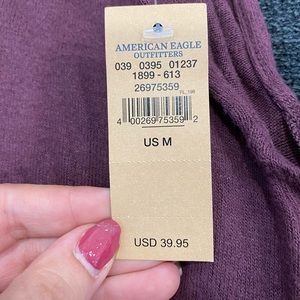 AMERICAN EAGLE
OUTFITTERS
039 0395 01237
1899 - 613
26975359
4 00269 75359 2
US M
USD 39.95